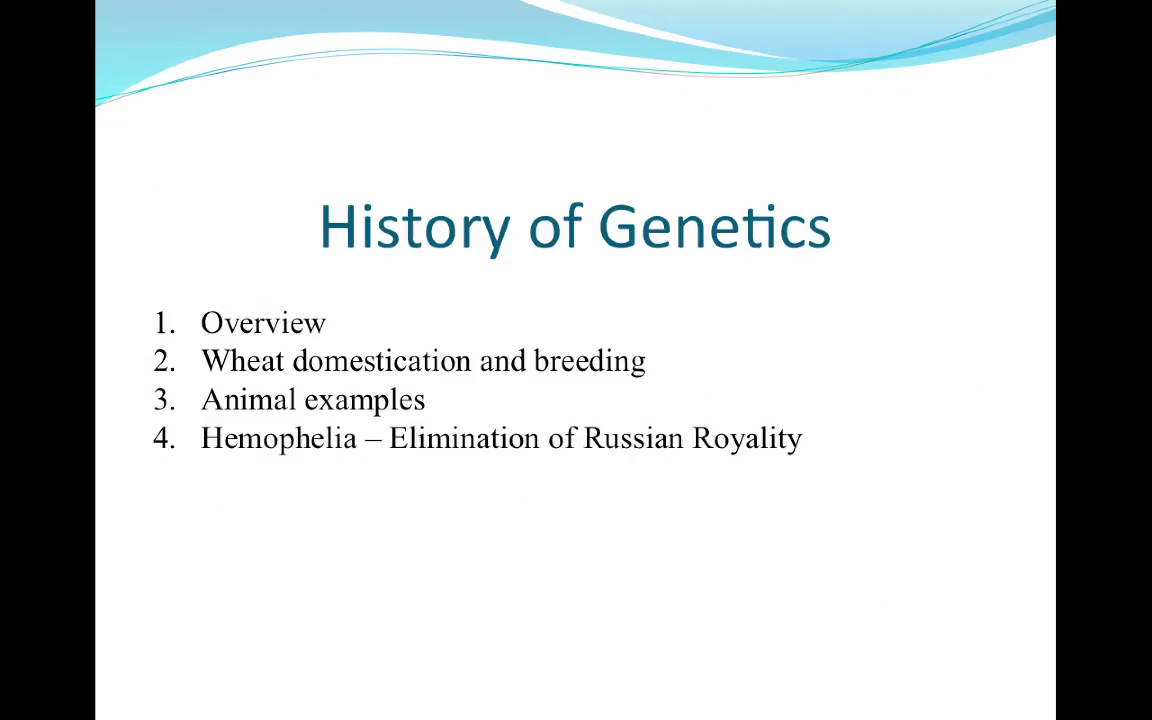 History of Genetics
1. Overview
2. Wheat domestication and breeding
3. Animal examples
4. Hemophelia – Elimination of Russian Royality